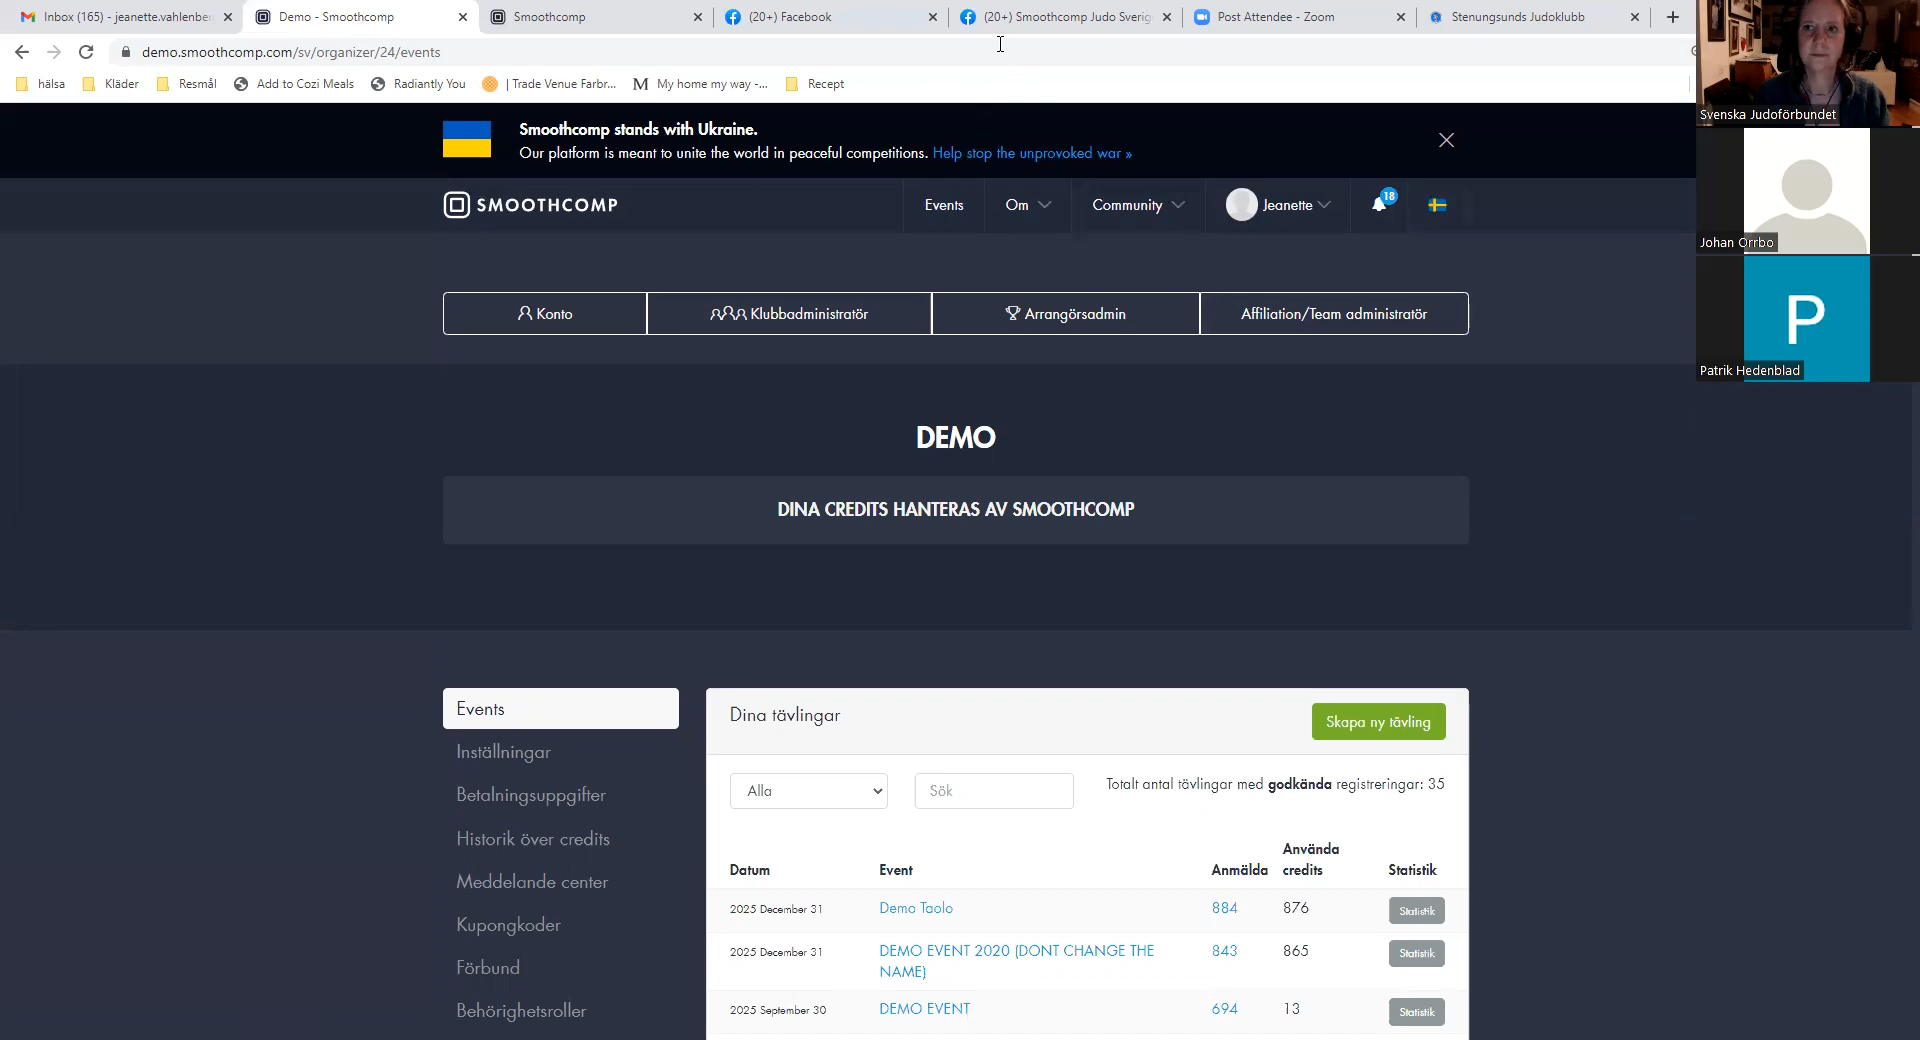 Inbox (165) - jeanette.vahlenber
Demo - Smoothcomp
Smoothcomp
(20+) Facebook
(20+) Smoothcomp Judo Sverig
Post Attendee - Zoom
Stenungsunds Judoklubb
demo.smoothcomp.com/sv/organizer/24/events
hälsa
Kläder
Resmål
Add to Cozi Meals
Radiantly You
| Trade Venue Farbr...
M My home my way -...
Recept
Svenska Judoförbundet
Johan Orrbo
P
Patrik Hedenblad
Smoothcomp stands with Ukraine.
Our platform is meant to unite the world in peaceful competitions. Help stop the unprovoked war »
SMOOTHCOMP
Events
Om
Community
Jeanette
18
Konto
Klubbadministratör
Arrangörsadmin
Affiliation/Team administratör
DEMO
DINA CREDITS HANTERAS AV SMOOTHCOMP
Events
Inställningar
Betalningsuppgifter
Historik över credits
Meddelande center
Kupongkoder
Förbund
Behörighetsroller
Dina tävlingar
Skapa ny tävling
Alla
Sök
Totalt antal tävlingar med godkända registreringar: 35
Datum Event Anmälda Använda credits Statistik
2025 December 31 Demo Taolo 884 876 Statistik
2025 December 31 DEMO EVENT 2020 (DONT CHANGE THE 843 865 Statistik
NAME)
2025 September 30 DEMO EVENT 694 13 Statistik